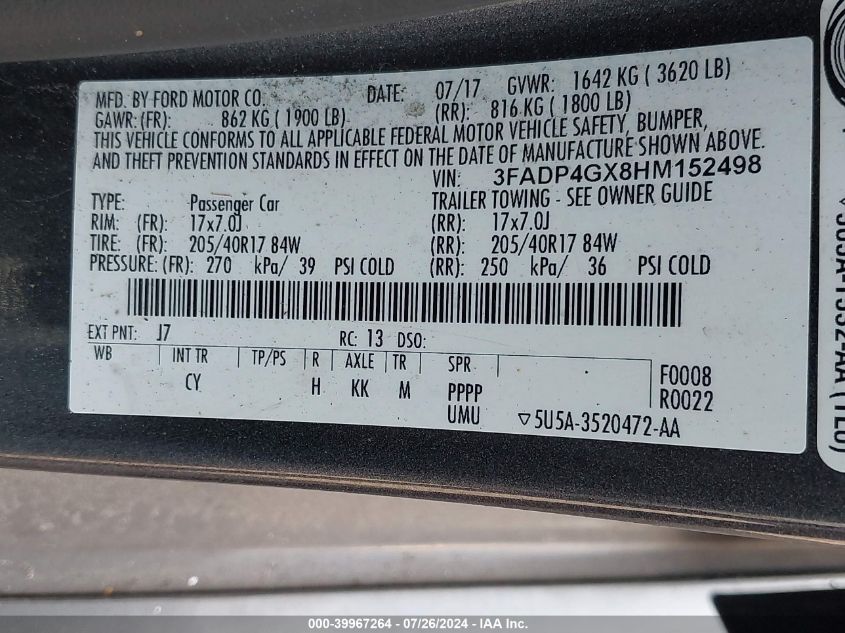 MFD. BY FORD MOTOR CO. DATE: 07/17 GVWR: 1642 KG ( 3620 LB)
GAWR: (FR): 862 KG ( 1900 LB) (RR): 816 KG ( 1800 LB)
THIS VEHICLE CONFORMS TO ALL APPLICABLE FEDERAL MOTOR VEHICLE SAFETY, BUMPER,
AND THEFT PREVENTION STANDARDS IN EFFECT ON THE DATE OF MANUFACTURE SHOWN ABOVE.
VIN: 3FADP4GX8HM152498
TYPE: Passenger Car TRAILER TOWING - SEE OWNER GUIDE
RIM: (FR): 17x7.0J (RR): 17x7.0J
TIRE: (FR): 205/40R17 84W (RR): 205/40R17 84W
PRESSURE: (FR): 270 kPa/ 39 PSI COLD (RR): 250 kPa/ 36 PSI COLD
EXT PNT: J7 RC: 13 DSO:
WB INT TR TP/PS R AXLE TR SPR
CY H KK M PPPP F0008
UMU R0022
▽5U5A-3520472-AA
000-39967264 - 07/26/2024 - IAAI.com